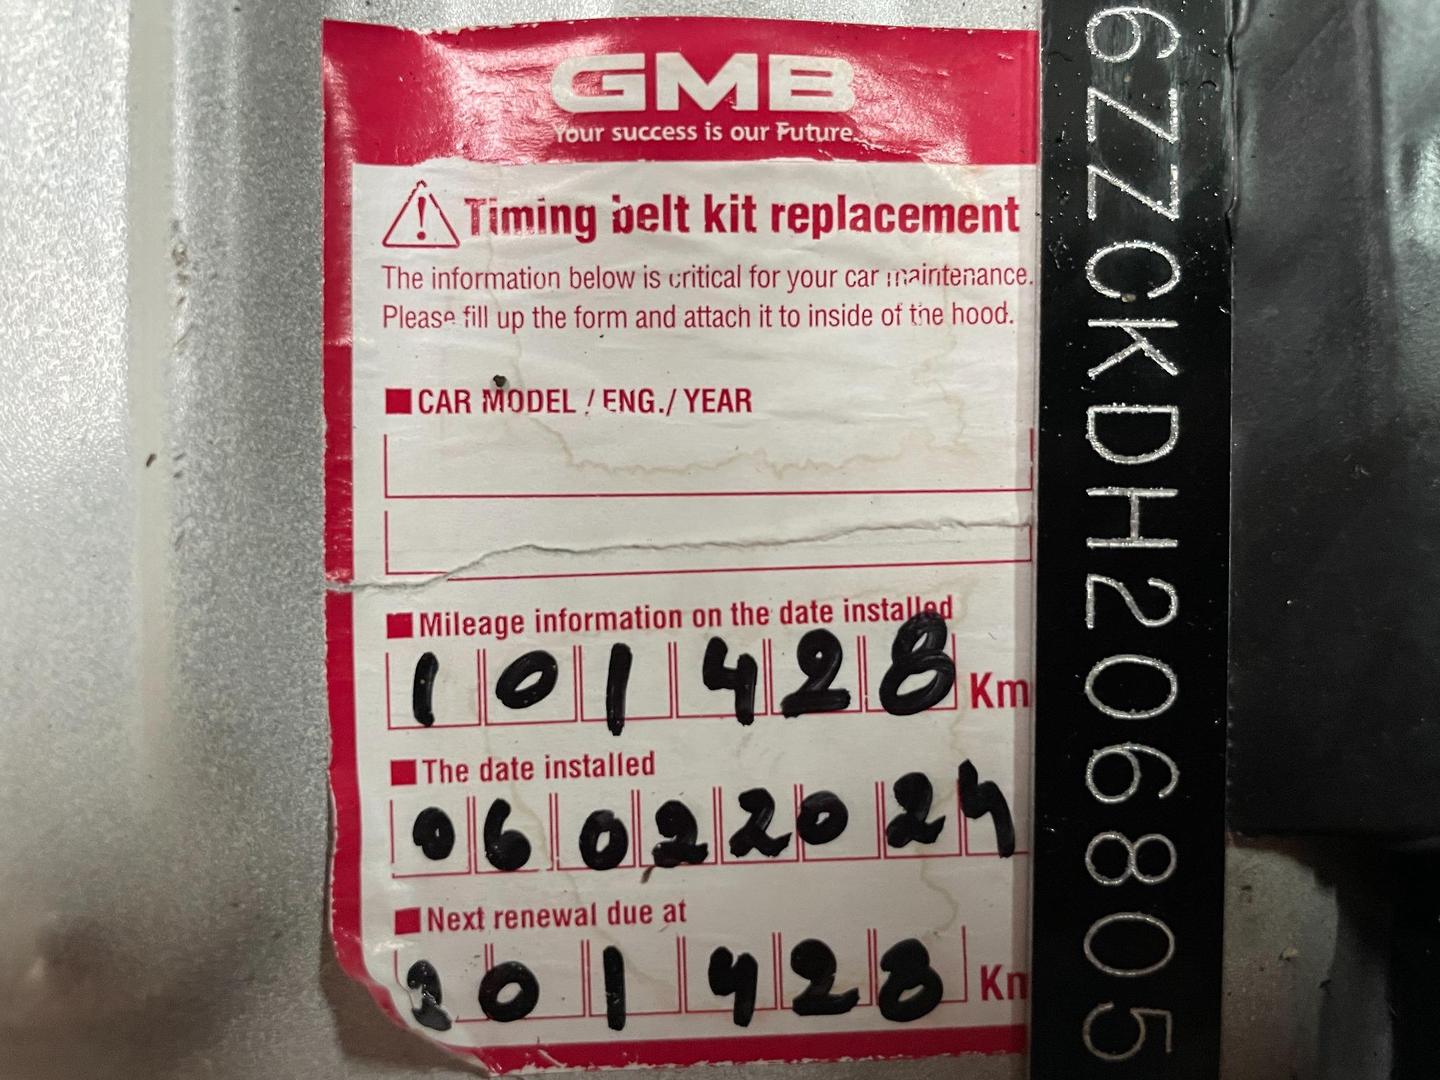 GMB
Your success is our Future.
Timing belt kit replacement
The information below is critical for your car maintenance.
Please fill up the form and attach it to inside of the hood.
CAR MODEL / ENG./ YEAR
Mileage information on the date installed
101428 Km
The date installed
06022024
Next renewal due at
201428 Km
6ZZCKDH206805